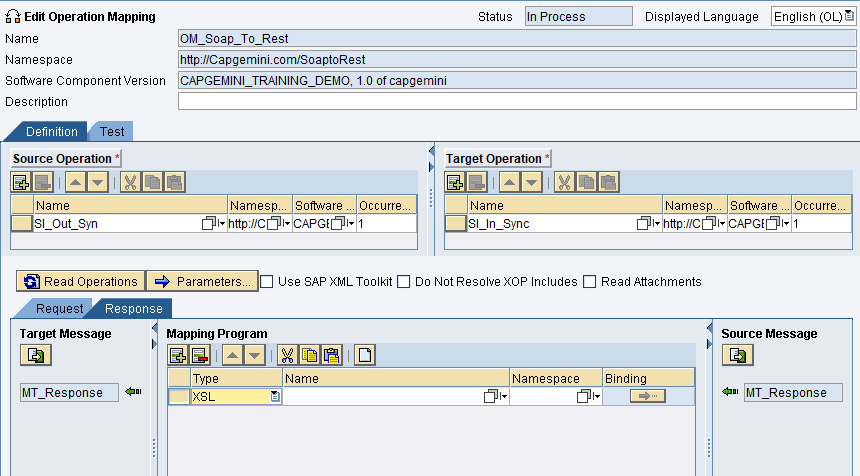 Edit Operation Mapping Status In Process Displayed Language English (OL)
Name OM_Soap_To_Rest
Namespace http://Capgemini.com/SoaptoRest
Software Component Version CAPGEMINI_TRAINING_DEMO, 1.0 of capgemini
Description
Definition Test
Source Operation * Target Operation *
Name Namesp... Software ... Occurre... Name Namesp... Software ... Occurre...
SI_Out_Syn http://C CAPGE 1 SI_In_Sync http://C CAPGE 1
Read Operations Parameters... Use SAP XML Toolkit Do Not Resolve XOP Includes Read Attachments
Request Response
Target Message Mapping Program Source Message
Type Name Namespace Binding
MT_Response XSL MT_Response